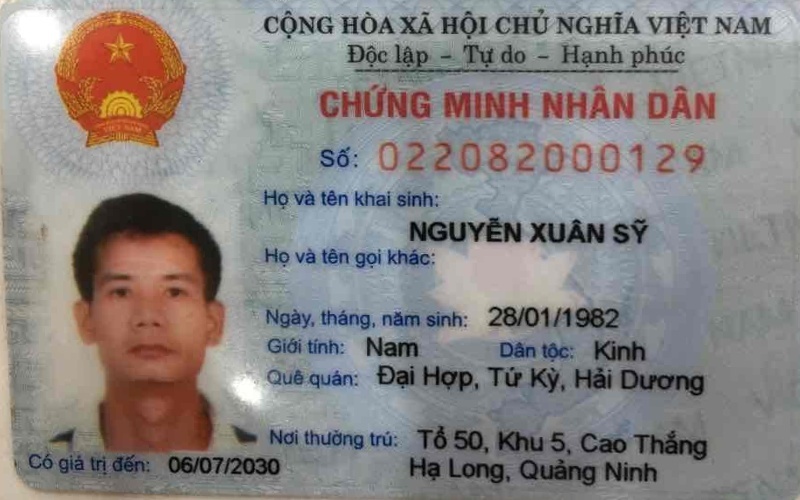 CỘNG HÒA XÃ HỘI CHỦ NGHĨA VIỆT NAM
Độc lập - Tự do - Hạnh phúc
CHỨNG MINH NHÂN DÂN
Số: 022082000129
Họ và tên khai sinh:
NGUYỄN XUÂN SỸ
Họ và tên gọi khác:
Ngày, tháng, năm sinh: 28/01/1982
Giới tính: Nam Dân tộc: Kinh
Quê quán: Đại Hợp, Tứ Kỳ, Hải Dương
Nơi thường trú: Tổ 50, Khu 5, Cao Thắng
Hạ Long, Quảng Ninh
Có giá trị đến: 06/07/2030
VIỆT NAM